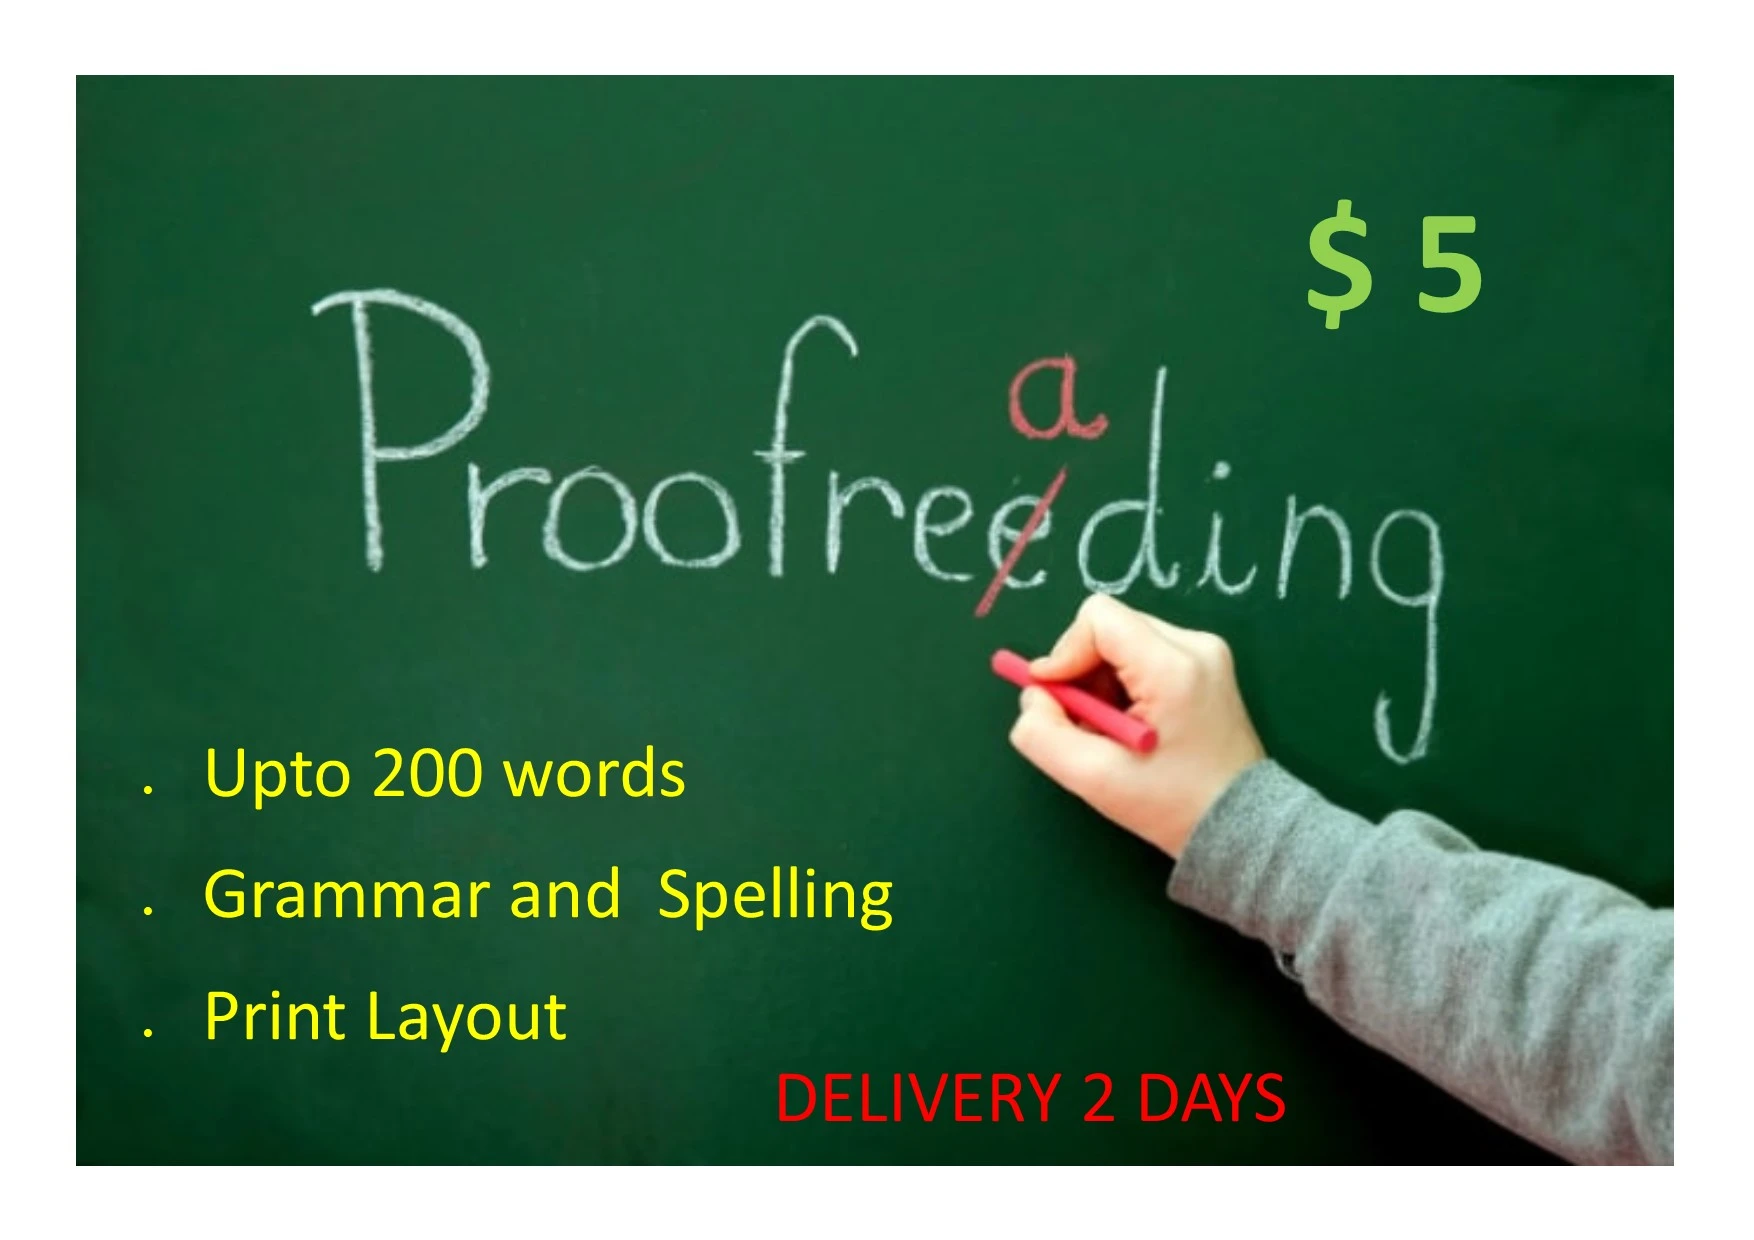 $ 5
a
Proofreeding
. Upto 200 words
. Grammar and  Spelling
. Print Layout
DELIVERY 2 DAYS